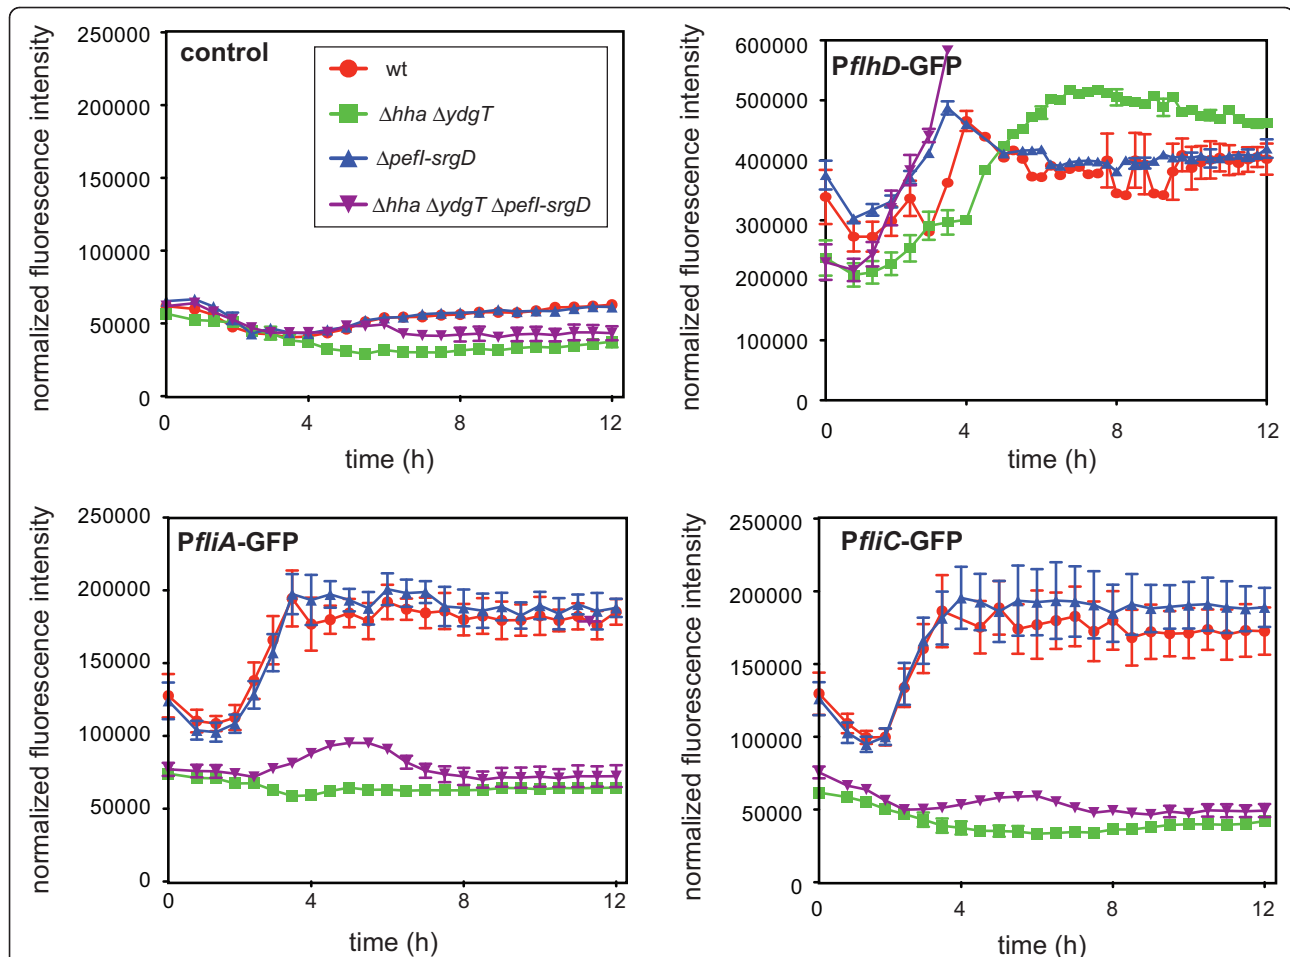 control
wt
Δhha ΔydgT
ΔpefI-srgD
Δhha ΔydgT ΔpefI-srgD
normalized fluorescence intensity
250000
200000
150000
100000
50000
0
0 4 8 12
time (h)
PflhD-GFP
normalized fluorescence intensity
600000
500000
400000
300000
200000
100000
0
0 4 8 12
time (h)
PfliA-GFP
normalized fluorescence intensity
250000
200000
150000
100000
50000
0
0 4 8 12
time (h)
PfliC-GFP
normalized fluorescence intensity
250000
200000
150000
100000
50000
0
0 4 8 12
time (h)